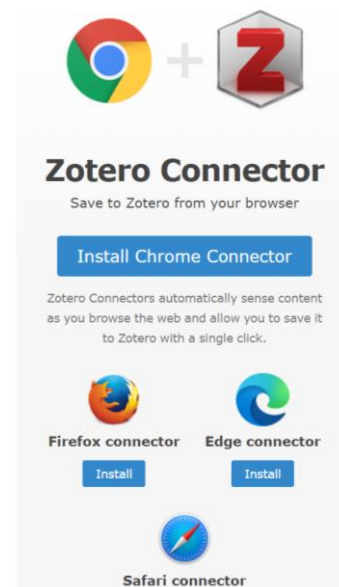 Z
Zotero Connector
Save to Zotero from your browser
Install Chrome Connector
Zotero Connectors automatically sense content
as you browse the web and allow you to save it
to Zotero with a single click.
Firefox connector Edge connector
Install Install
Safari connector